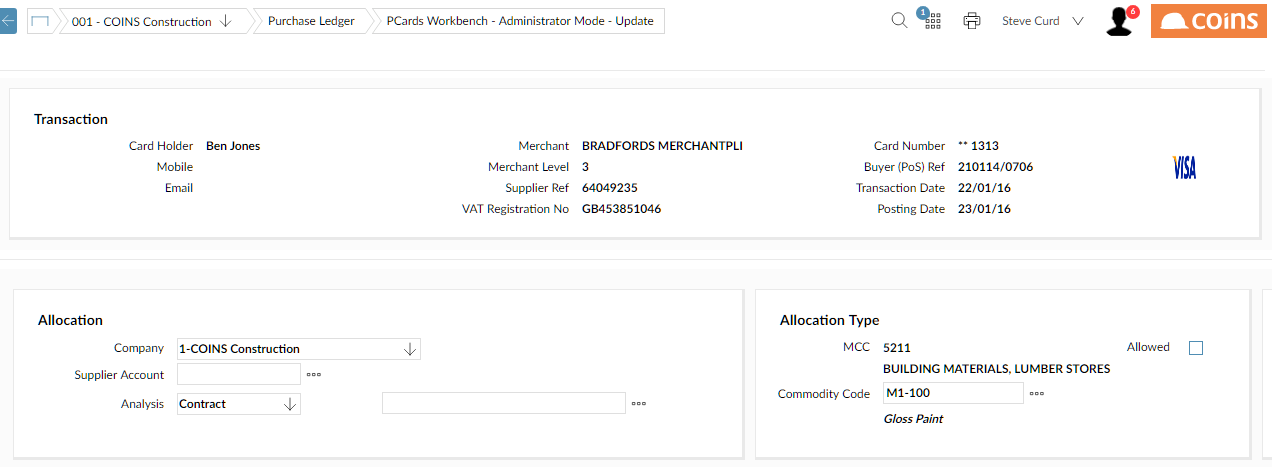 001 - COINS Construction
Purchase Ledger
PCards Workbench - Administrator Mode - Update
1
Steve Curd
6
coins
Transaction
Card Holder Ben Jones
Merchant BRADFORDS MERCHANTPLI
Card Number ** 1313
Mobile
Merchant Level 3
Buyer (PoS) Ref 210114/0706
VISA
Email
Supplier Ref 64049235
Transaction Date 22/01/16
VAT Registration No GB453851046
Posting Date 23/01/16
Allocation
Company 1-COINS Construction
Supplier Account
Analysis Contract
Allocation Type
MCC 5211 Allowed
BUILDING MATERIALS, LUMBER STORES
Commodity Code M1-100
Gloss Paint